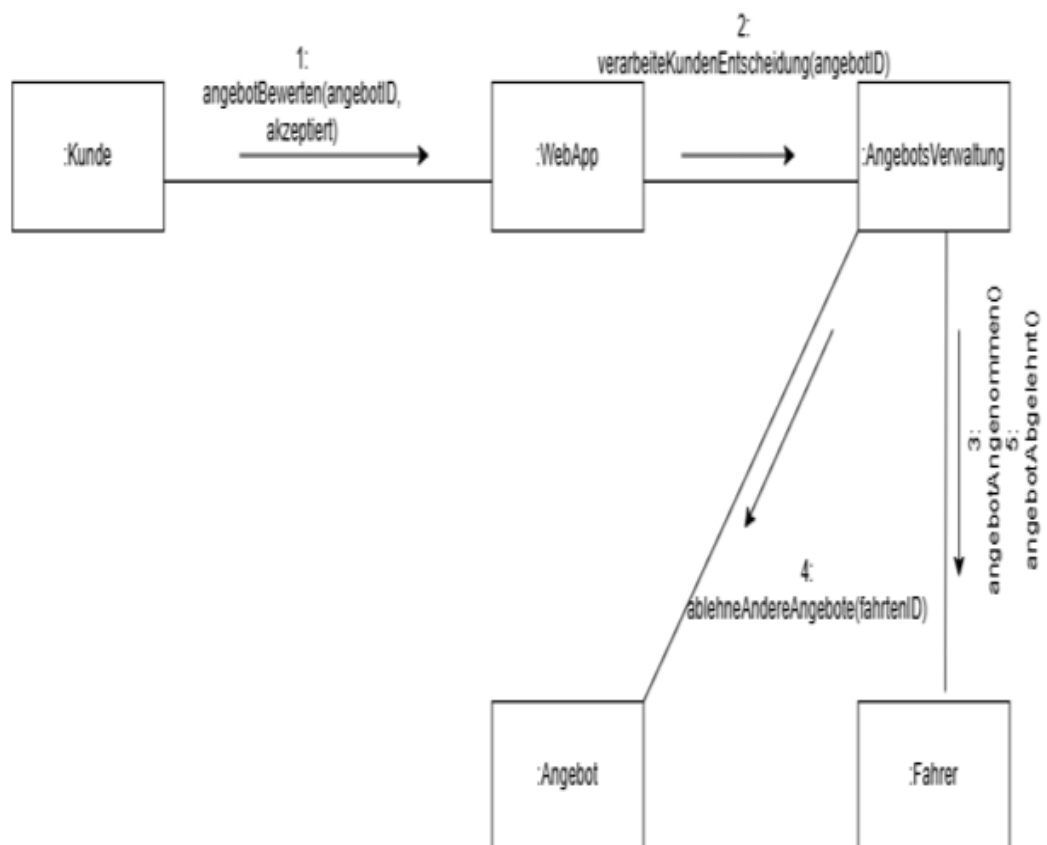 2:
verarbeiteKundenEntscheidung(angebotID)
1:
angebotBewerten(angebotID,
akzeptiert)
:Kunde
:WebApp
:AngebotsVerwaltung
3:
angebotAngenommen()
5:
angebotAbgelehnt()
4:
ablehneAndereAngebote(fahrtenID)
:Angebot
:Fahrer